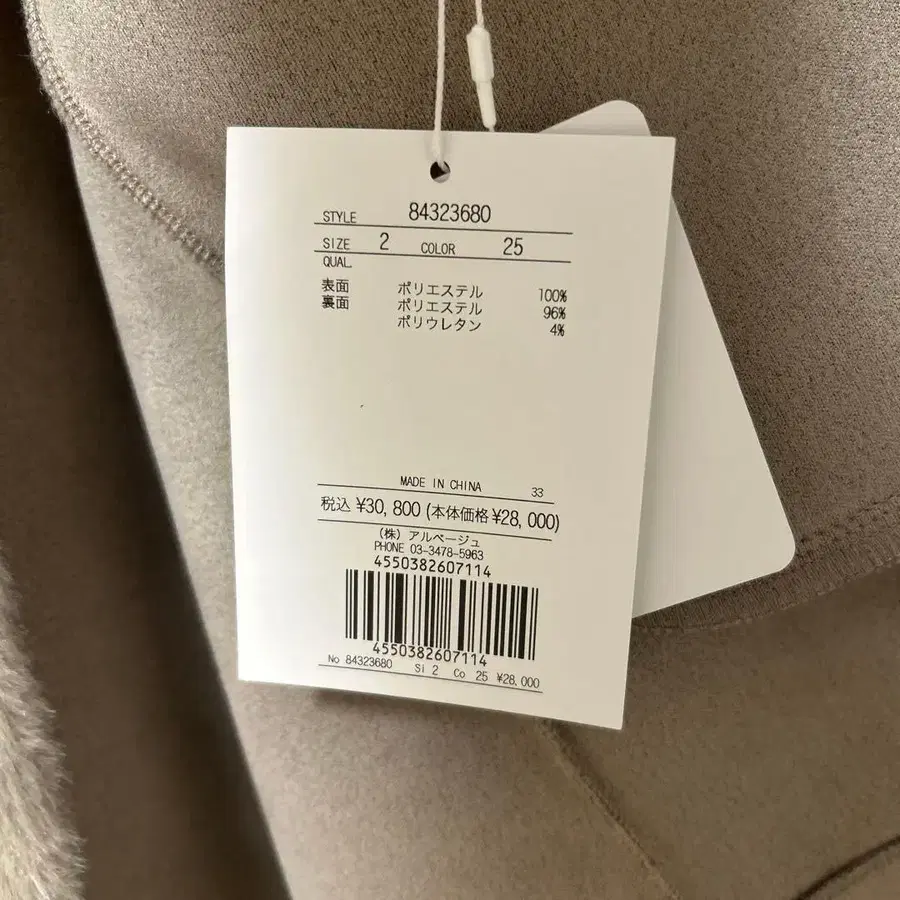 STYLE 84323680
SIZE 2 COLOR 25
QUAL.
表面 ポリエステル 100%
裏面 ポリエステル 96%
ポリウレタン 4%
MADE IN CHINA 33
税込 ¥30,800 (本体価格¥28,000)
(株) アルページュ
PHONE 03-3478-5963
4550382607114
4550382607114
No 84323680 Si 2 Co 25 ¥28,000